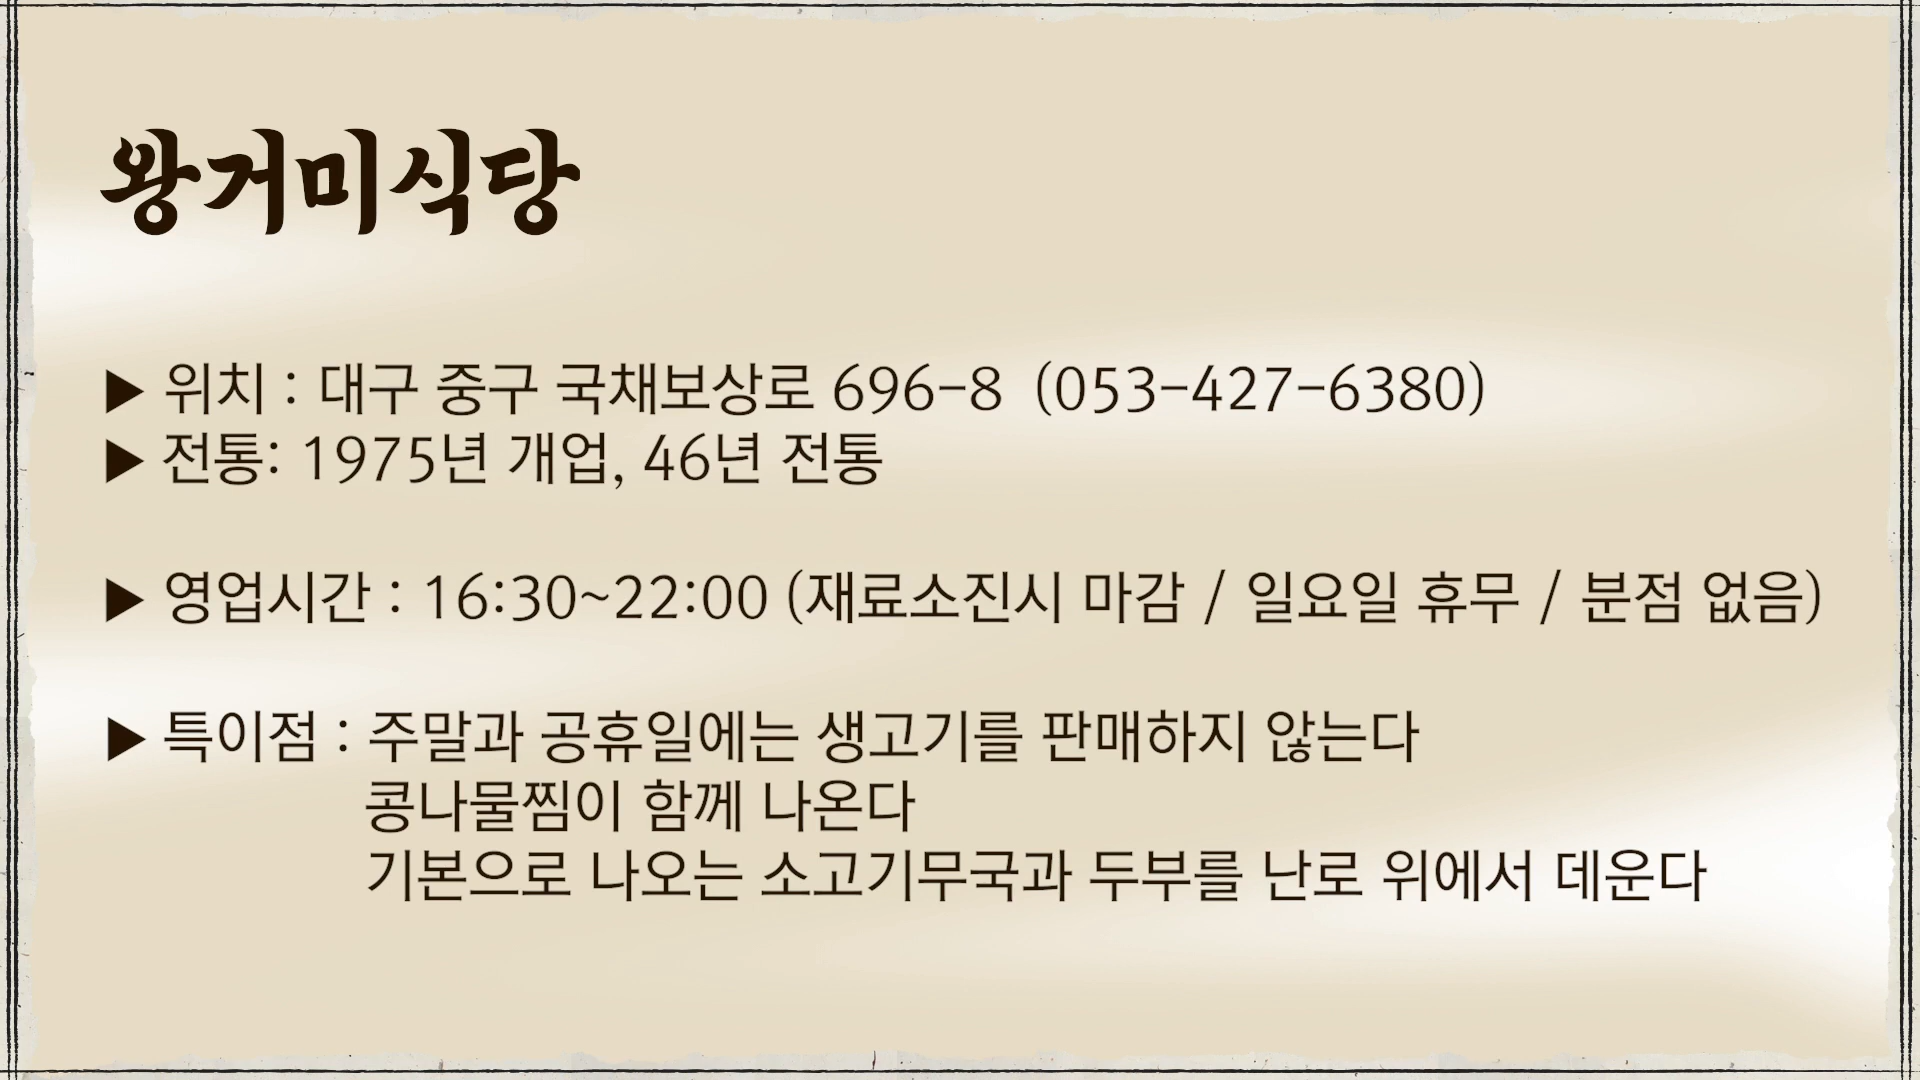 왕거미식당
▶ 위치 : 대구 중구 국채보상로 696-8 (053-427-6380)
▶ 전통: 1975년 개업, 46년 전통
▶ 영업시간 : 16:30~22:00 (재료소진시 마감 / 일요일 휴무 / 분점 없음)
▶ 특이점 : 주말과 공휴일에는 생고기를 판매하지 않는다
콩나물찜이 함께 나온다
기본으로 나오는 소고기무국과 두부를 난로 위에서 데운다